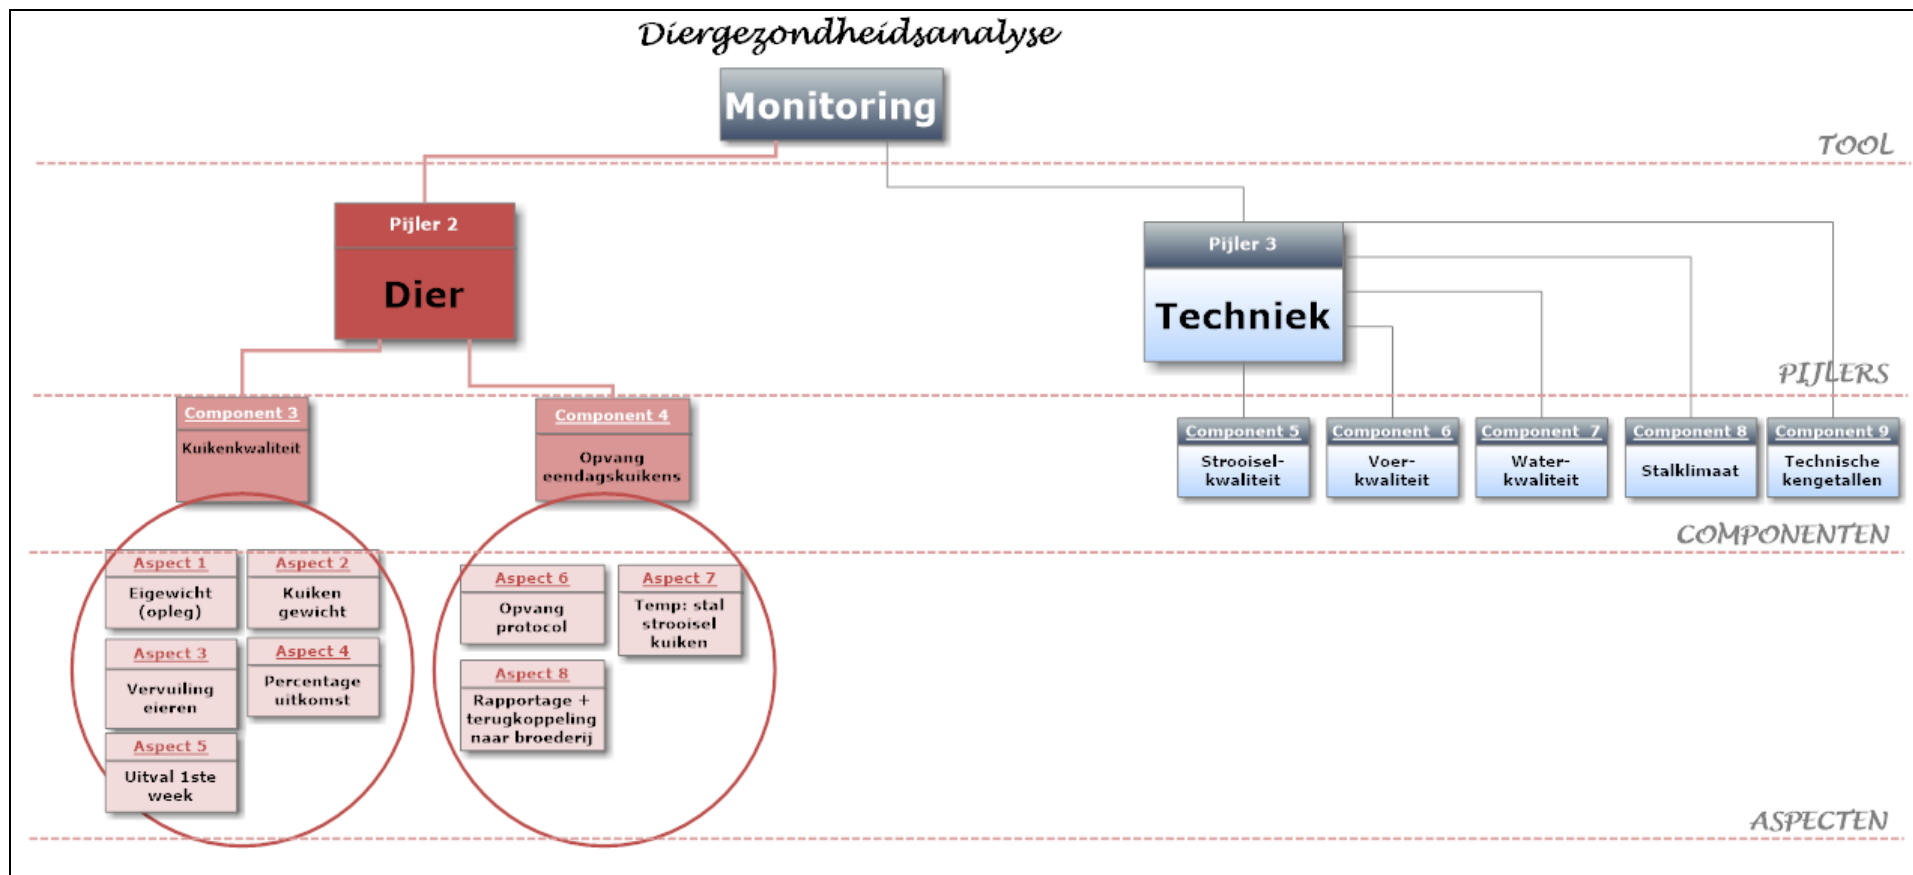 Diergezondheidsanalyse
Monitoring
TOOL
Pijler 2
Dier
Pijler 3
Techniek
PIJLERS
Component 3
Kuikenkwaliteit
Component 4
Opvang
eendagskuikens
Component 5
Strooisel-
kwaliteit
Component 6
Voer-
kwaliteit
Component 7
Water-
kwaliteit
Component 8
Stalklimaat
Component 9
Technische
kengetallen
COMPONENTEN
Aspect 1
Eigewicht
(opleg)
Aspect 2
Kuiken
gewicht
Aspect 3
Vervuiling
eieren
Aspect 4
Percentage
uitkomst
Aspect 5
Uitval 1ste
week
Aspect 6
Opvang
protocol
Aspect 7
Temp: stal
strooisel
kuiken
Aspect 8
Rapportage +
terugkoppeling
naar broederij
ASPECTEN